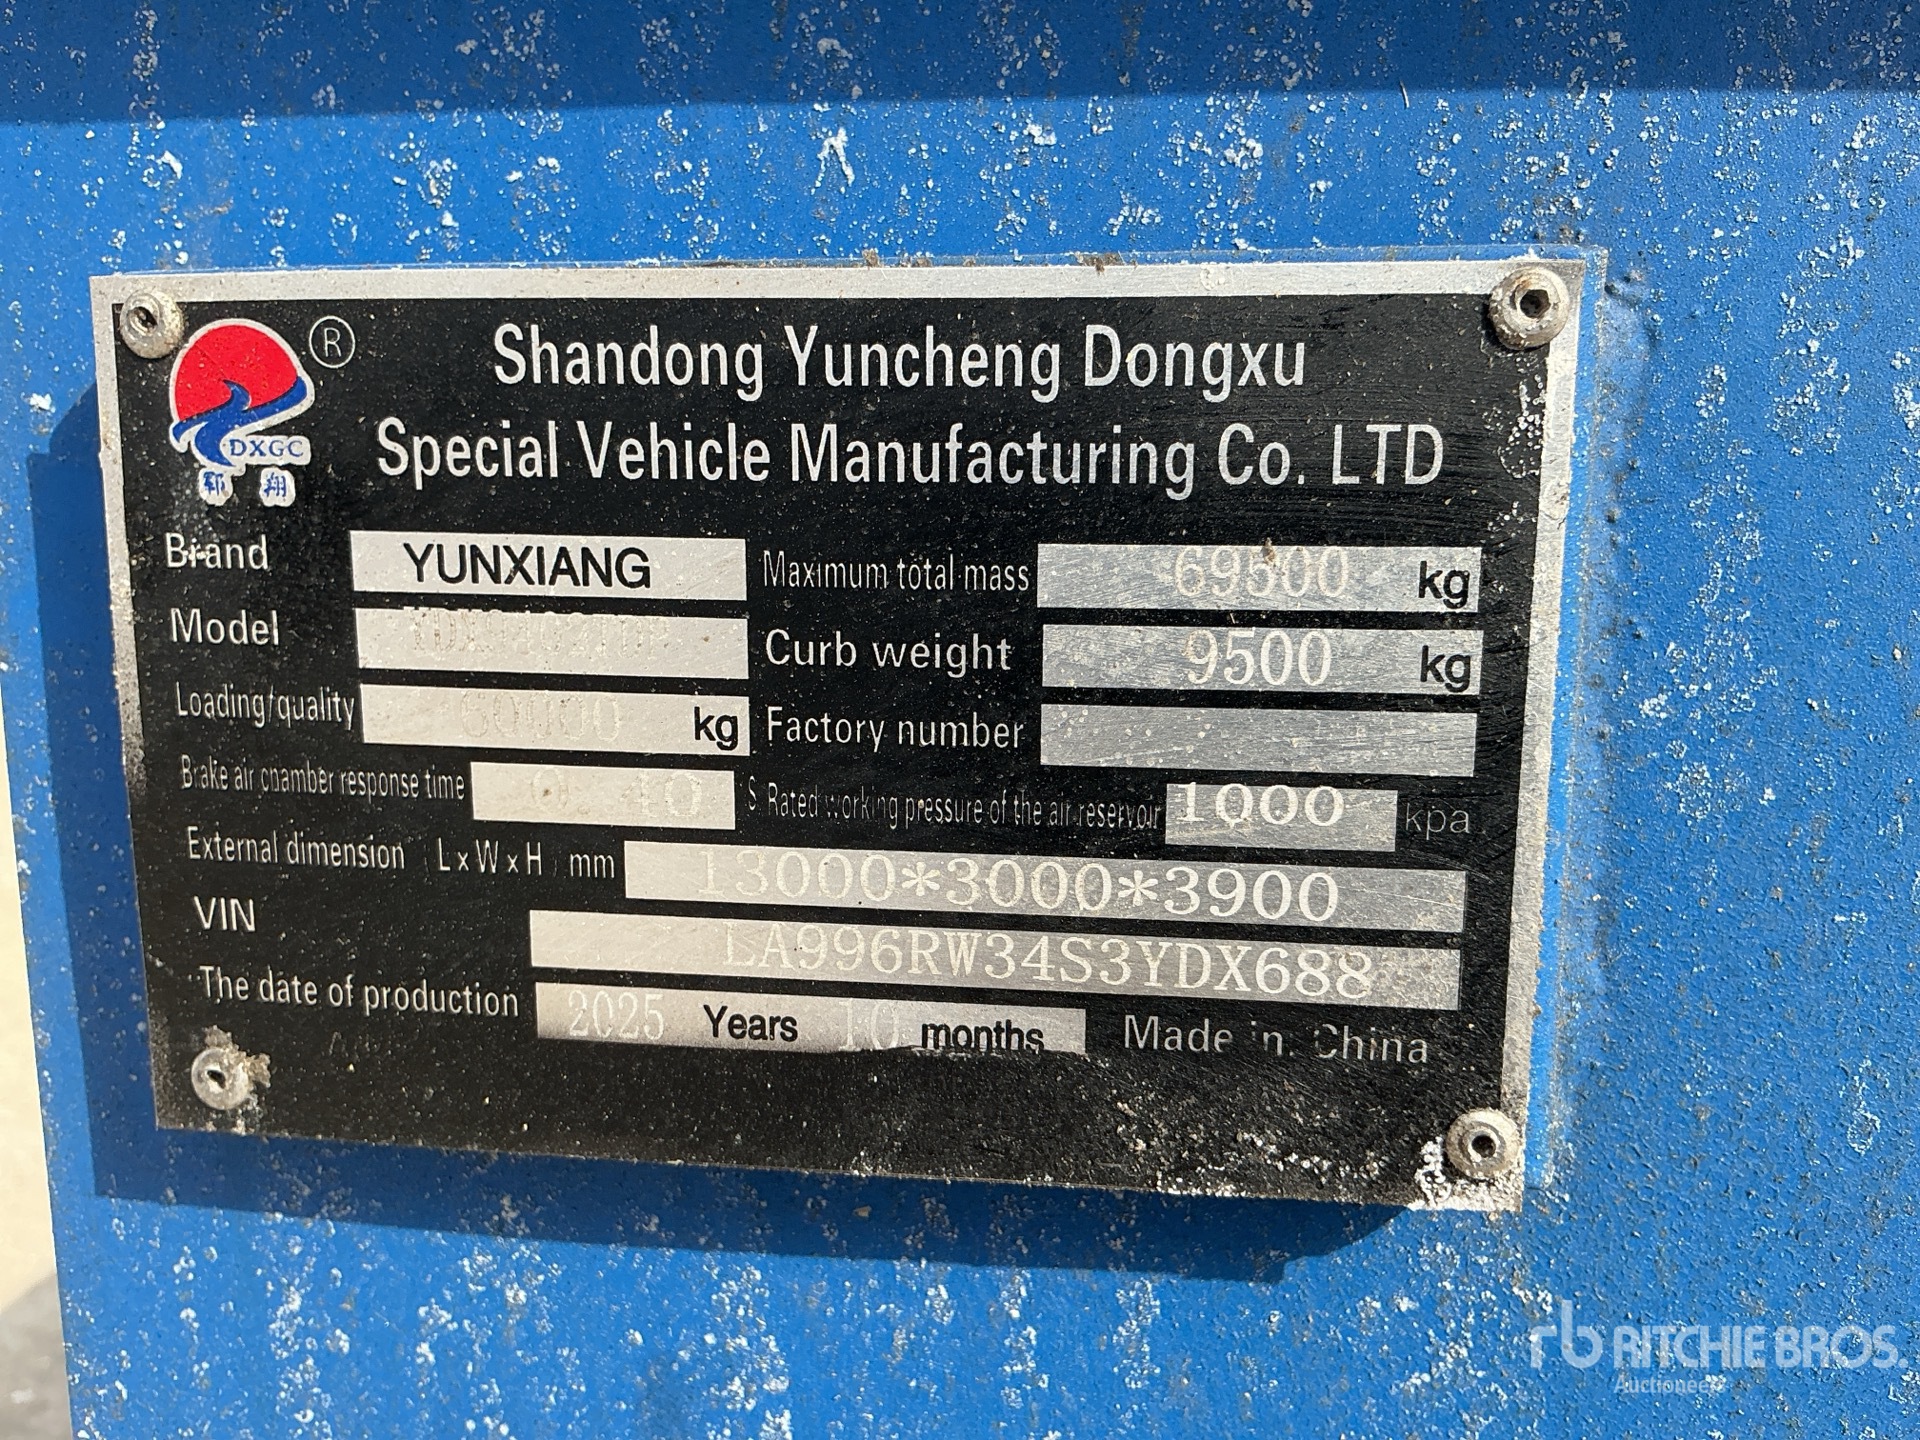 ®
DXGC
郓 翔
Shandong Yuncheng Dongxu
Special Vehicle Manufacturing Co. LTD
Brand YUNXIANG Maximum total mass 69500 kg
Model Curb weight 9500 kg
Loading/quality 60000 kg Factory number
Brake air chamber response time 0.40 S. Rated working pressure of the air reservoir 1000 kpa
External dimension L×W×H mm 13000*3000*3900
VIN LA996RW34S3YDX688
The date of production 2025 Years 10 months Made in China
rb RITCHIE BROS.
Auctioneers